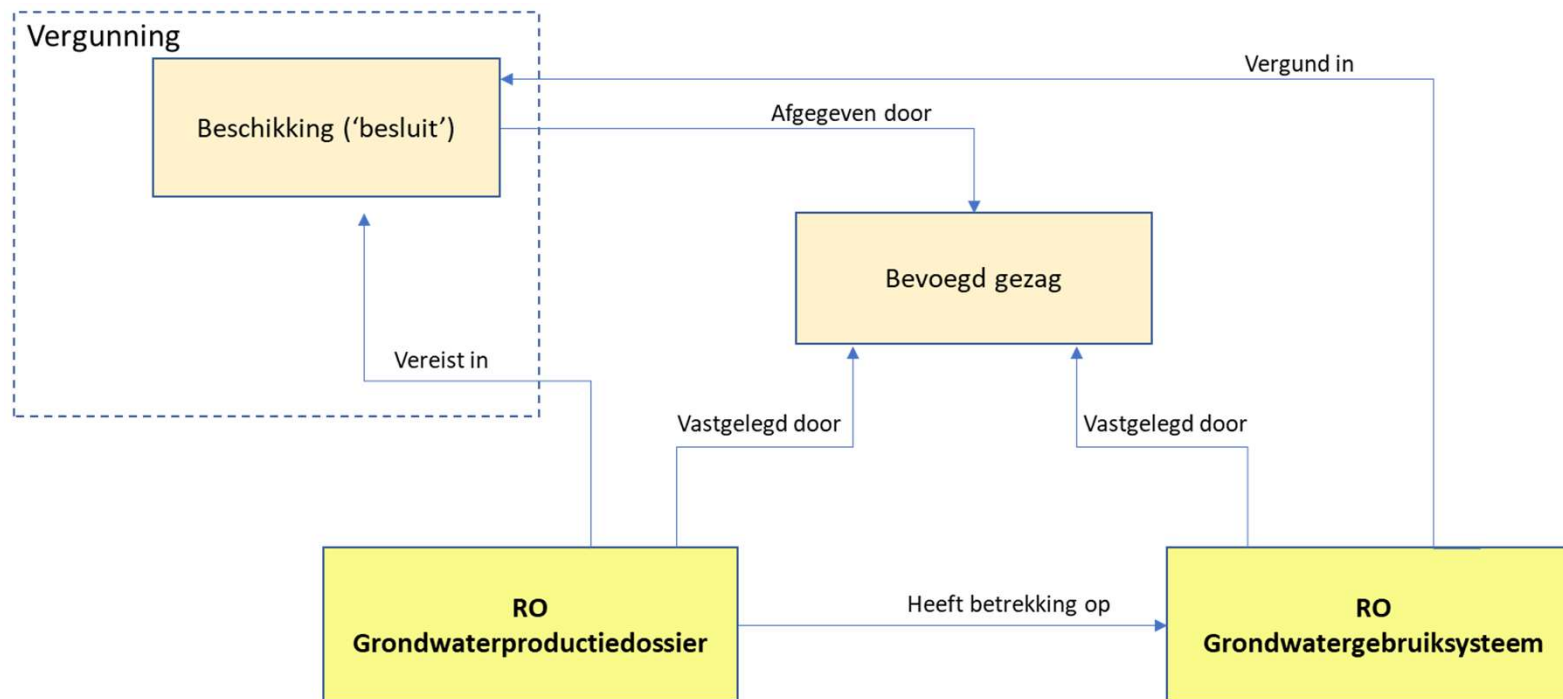 Vergunning
Vergund in
Beschikking (‘besluit’)
Afgegeven door
Bevoegd gezag
Vereist in
Vastgelegd door
Vastgelegd door
RO
Grondwaterproductiedossier
Heeft betrekking op
RO
Grondwatergebruiksysteem